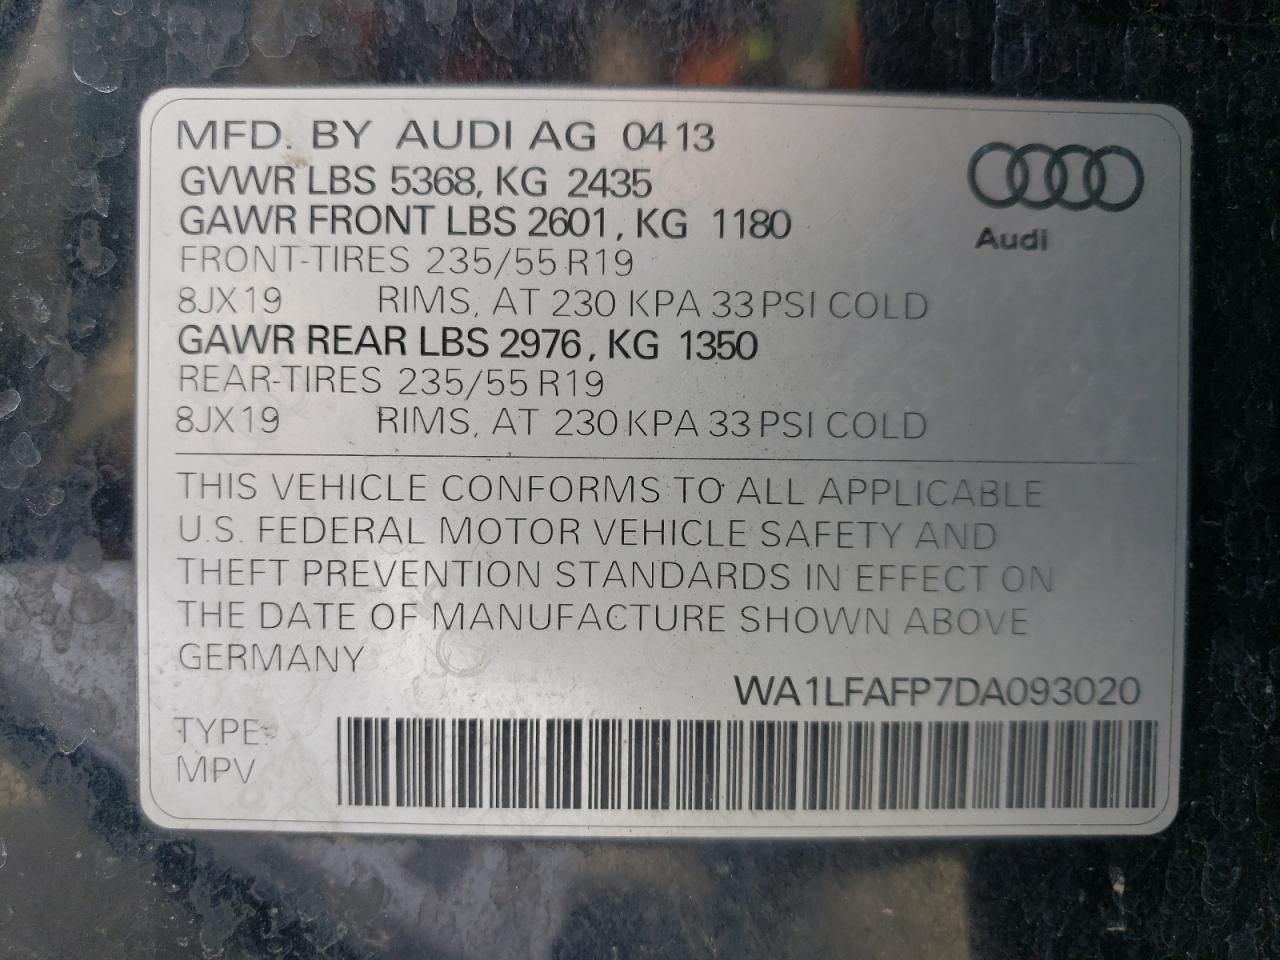 MFD. BY AUDI AG 04 13
GVWR LBS 5368, KG 2435
GAWR FRONT LBS 2601, KG 1180
FRONT-TIRES 235/55 R19
8JX19 RIMS, AT 230 KPA 33 PSI COLD
GAWR REAR LBS 2976, KG 1350
REAR-TIRES 235/55 R19
8JX19 RIMS, AT 230 KPA 33 PSI COLD
Audi
THIS VEHICLE CONFORMS TO ALL APPLICABLE
U.S. FEDERAL MOTOR VEHICLE SAFETY AND
THEFT PREVENTION STANDARDS IN EFFECT ON
THE DATE OF MANUFACTURE SHOWN ABOVE
GERMANY
WA1LFAFP7DA093020
TYPE:
MPV